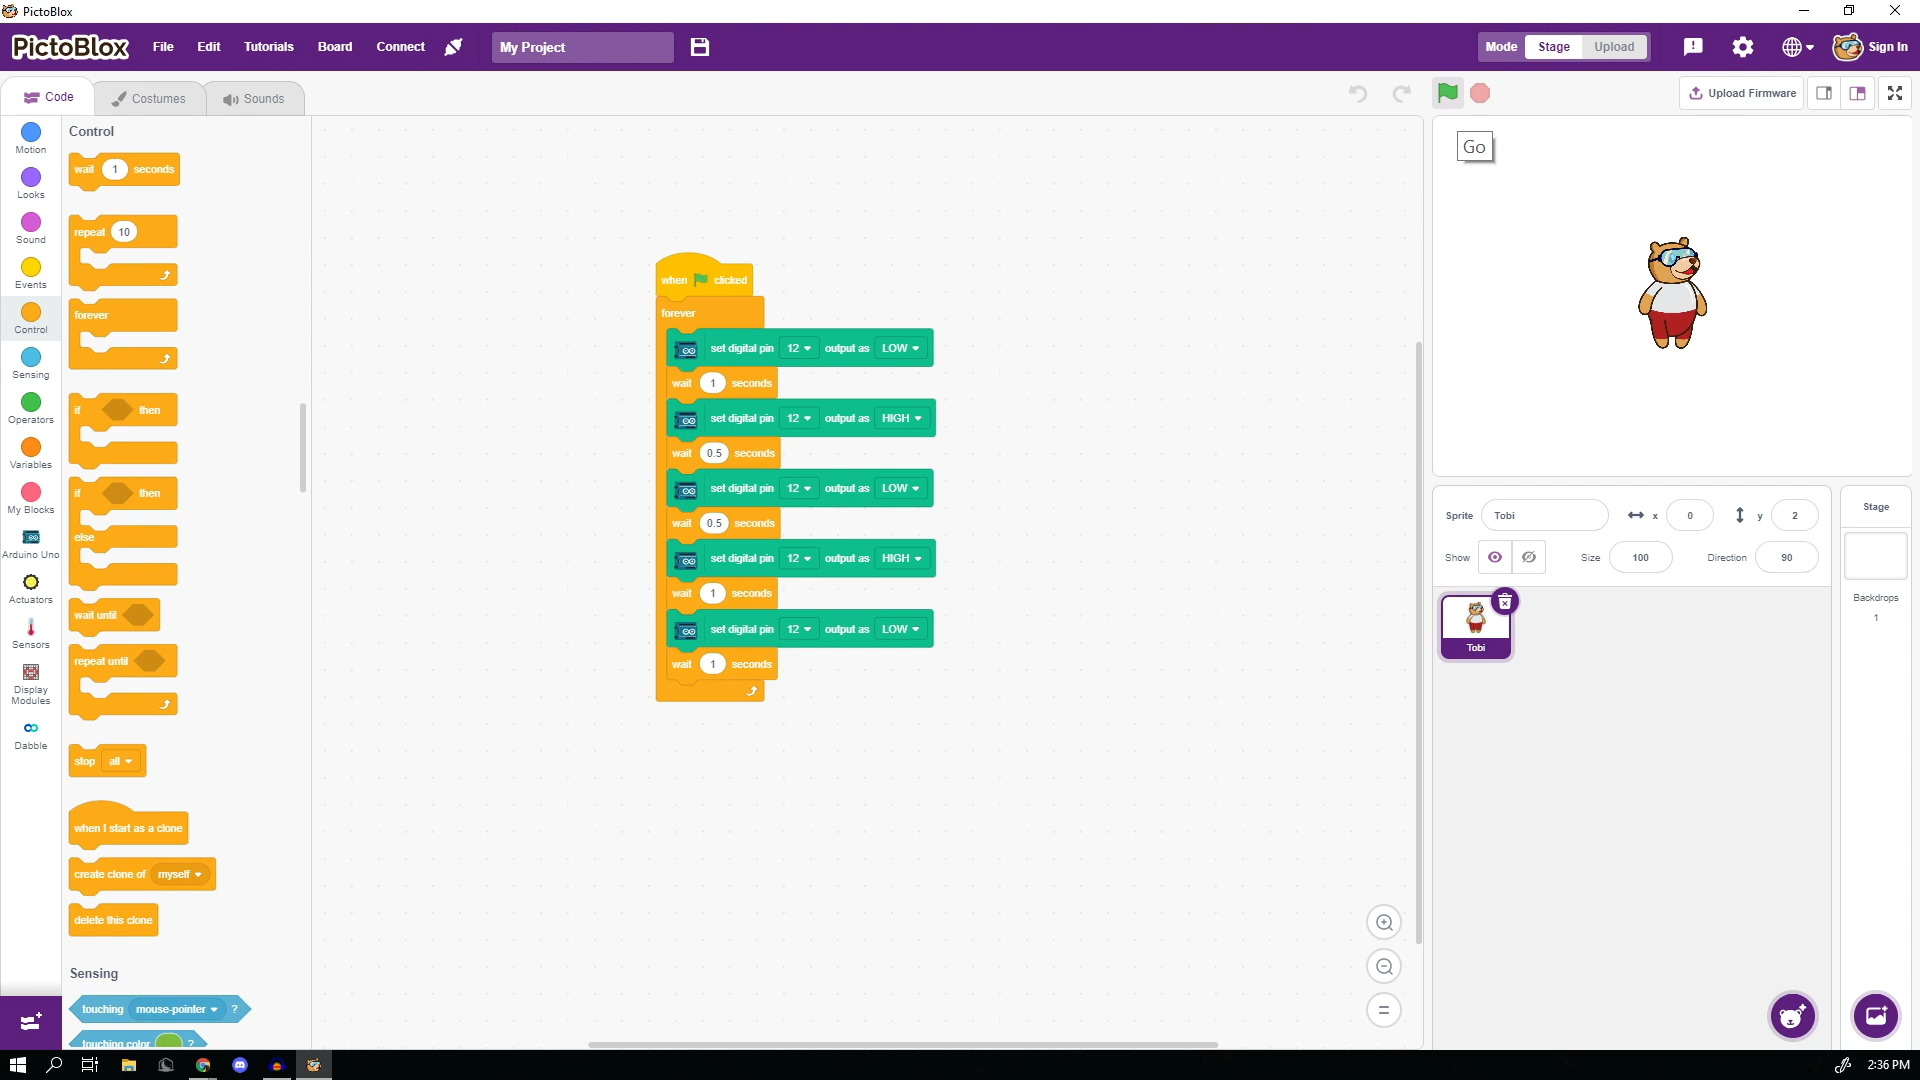 PictoBlox
PictoBlox File Edit Tutorials Board Connect My Project Mode Stage Upload Sign In
Code Costumes Sounds Upload Firmware
Motion
Looks
Sound
Events
Control
Sensing
Operators
Variables
My Blocks
Arduino Uno
Actuators
Sensors
Display
Modules
Dabble
Control
wait 1 seconds
repeat 10
forever
if then
if then
else
wait until
repeat until
stop all
when I start as a clone
create clone of myself
delete this clone
Sensing
touching mouse-pointer ?
touching color ?
when clicked
forever
set digital pin 12 output as LOW
wait 1 seconds
set digital pin 12 output as HIGH
wait 0.5 seconds
set digital pin 12 output as LOW
wait 0.5 seconds
set digital pin 12 output as HIGH
wait 1 seconds
set digital pin 12 output as LOW
wait 1 seconds
Go
Sprite Tobi x 0 y 2
Show Size 100 Direction 90
Tobi
Stage
Backdrops
1
2:36 PM